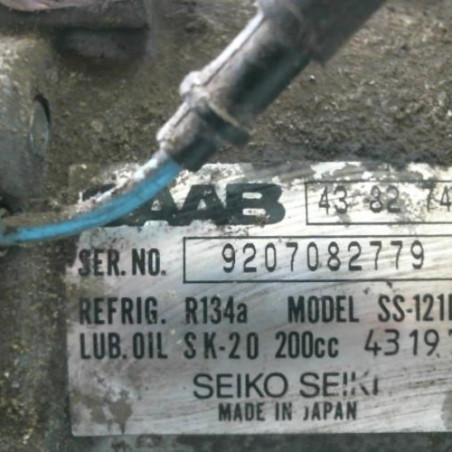 SAAB 43 82 74
SER. NO. 9207082779
REFRIG. R134a MODEL SS-121
LUB. OIL SK-20 200cc 4319
SEIKO SEIKI
MADE IN JAPAN